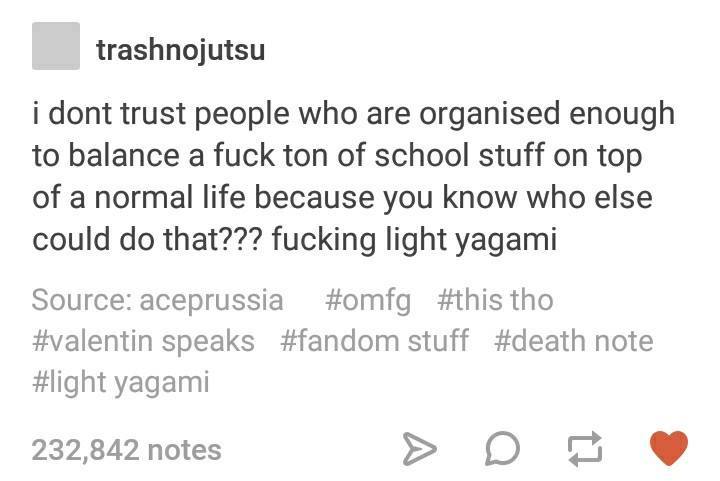 trashnojutsu
i dont trust people who are organised enough
to balance a fuck ton of school stuff on top
of a normal life because you know who else
could do that??? fucking light yagami
Source: aceprussia #omfg #this tho
#valentin speaks #fandom stuff #death note
#light yagami
232,842 notes